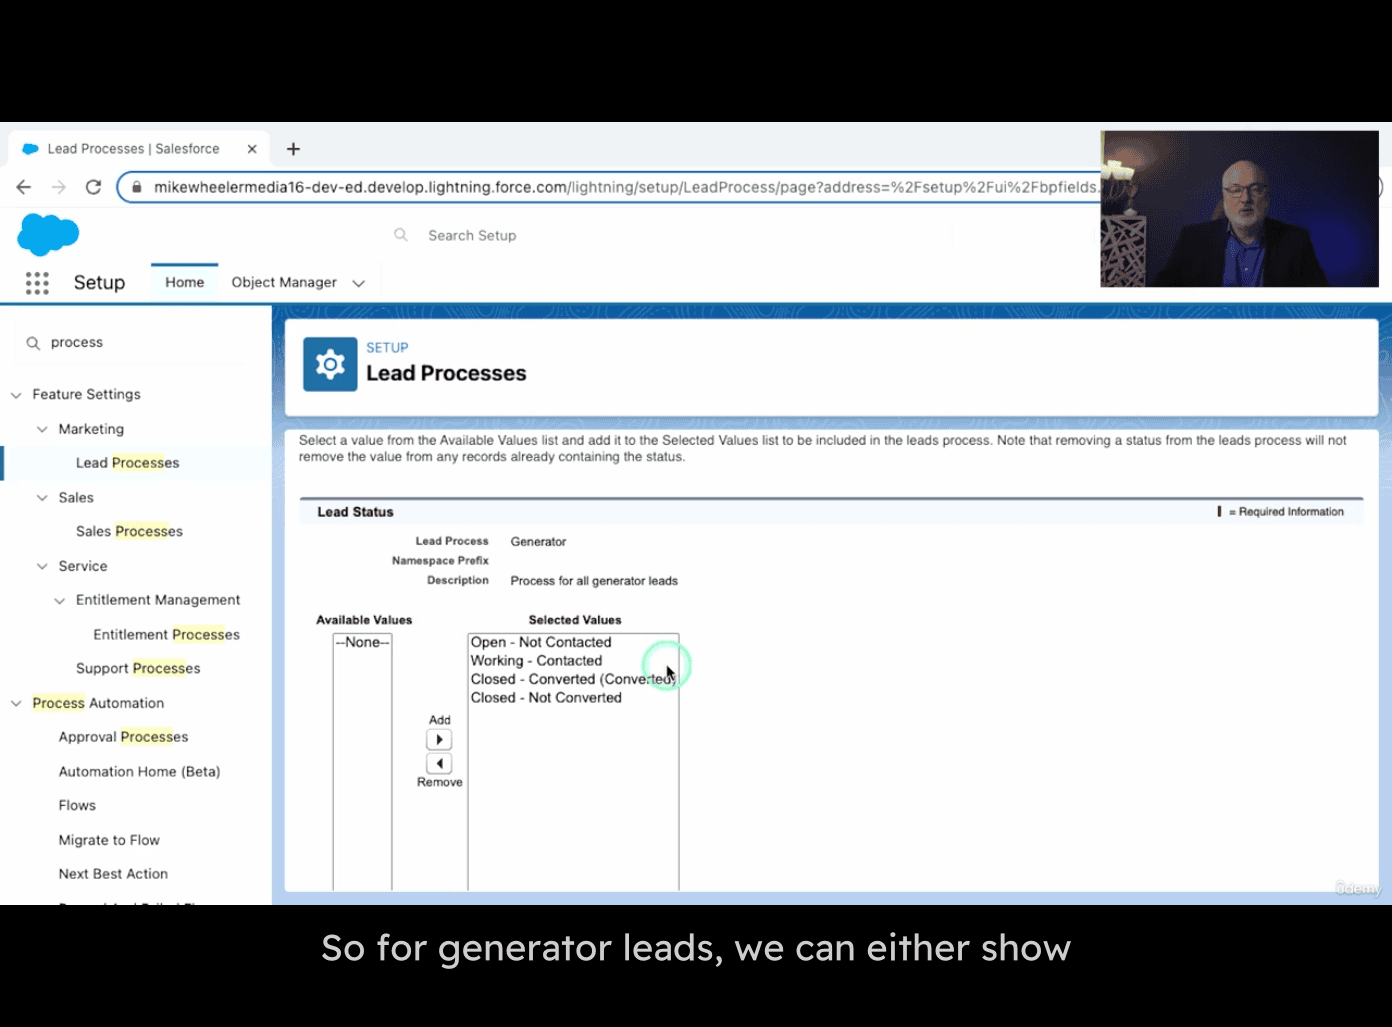 Lead Processes | Salesforce
mikewheelermedia16-dev-ed.develop.lightning.force.com/lightning/setup/LeadProcess/page?address=%2Fsetup%2Fui%2Fbpfields.
Search Setup
Setup Home Object Manager
process
Feature Settings
Marketing
Lead Processes
Sales
Sales Processes
Service
Entitlement Management
Entitlement Processes
Support Processes
Process Automation
Approval Processes
Automation Home (Beta)
Flows
Migrate to Flow
Next Best Action
SETUP
Lead Processes
Select a value from the Available Values list and add it to the Selected Values list to be included in the leads process. Note that removing a status from the leads process will not
remove the value from any records already containing the status.
Lead Status
= Required Information
Lead Process Generator
Namespace Prefix
Description Process for all generator leads
Available Values
--None--
Add
Remove
Selected Values
Open - Not Contacted
Working - Contacted
Closed - Converted (Converted)
Closed - Not Converted
Udemy
So for generator leads, we can either show